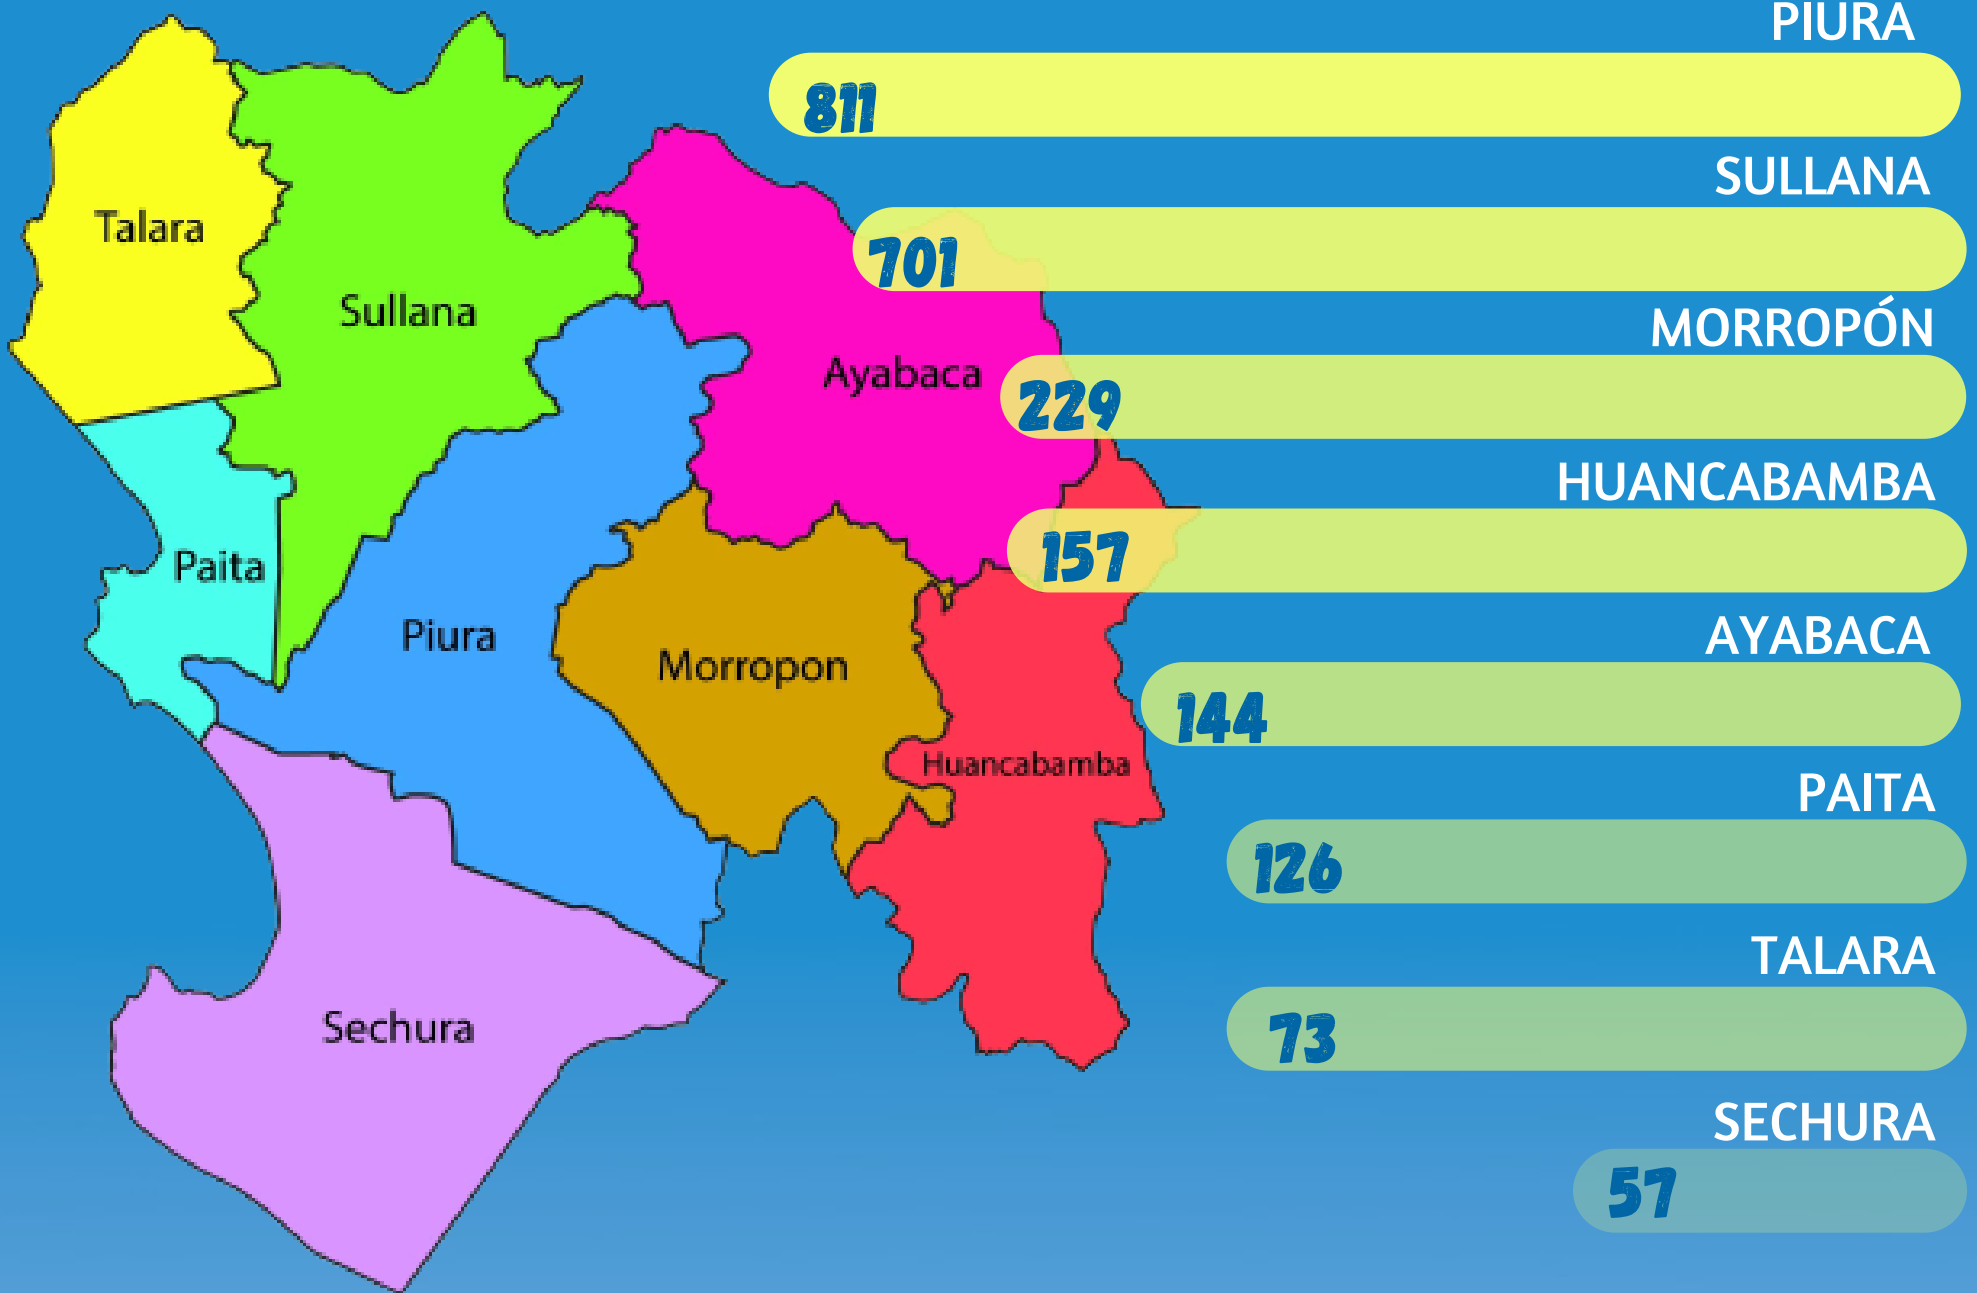 PIURA
811
SULLANA
701
MORROPÓN
229
HUANCABAMBA
157
AYABACA
144
PAITA
126
TALARA
73
SECHURA
57
Talara
Sullana
Ayabaca
Paita
Piura
Morropon
Huancabamba
Sechura